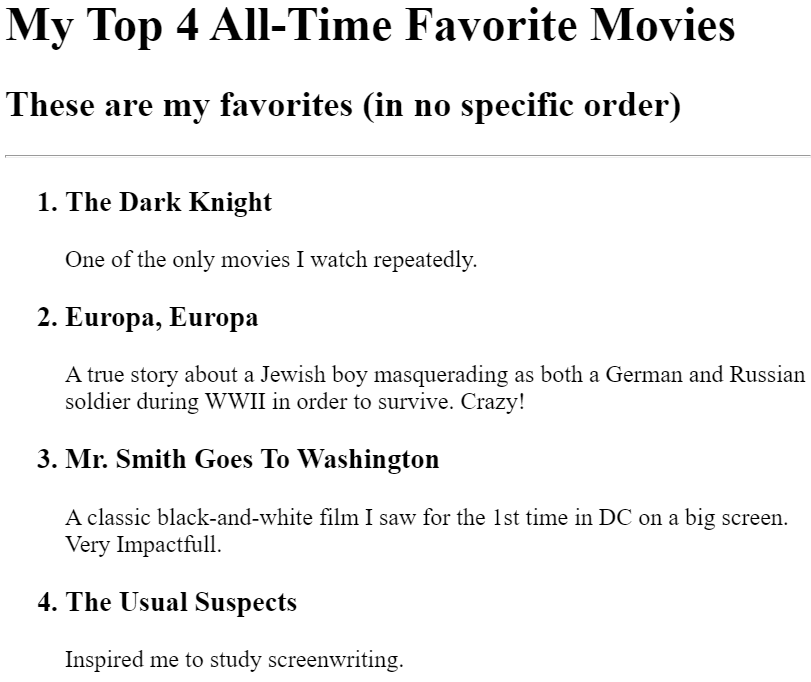 My Top 4 All-Time Favorite Movies
These are my favorites (in no specific order)
1. The Dark Knight
One of the only movies I watch repeatedly.
2. Europa, Europa
A true story about a Jewish boy masquerading as both a German and Russian
soldier during WWII in order to survive. Crazy!
3. Mr. Smith Goes To Washington
A classic black-and-white film I saw for the 1st time in DC on a big screen.
Very Impactfull.
4. The Usual Suspects
Inspired me to study screenwriting.